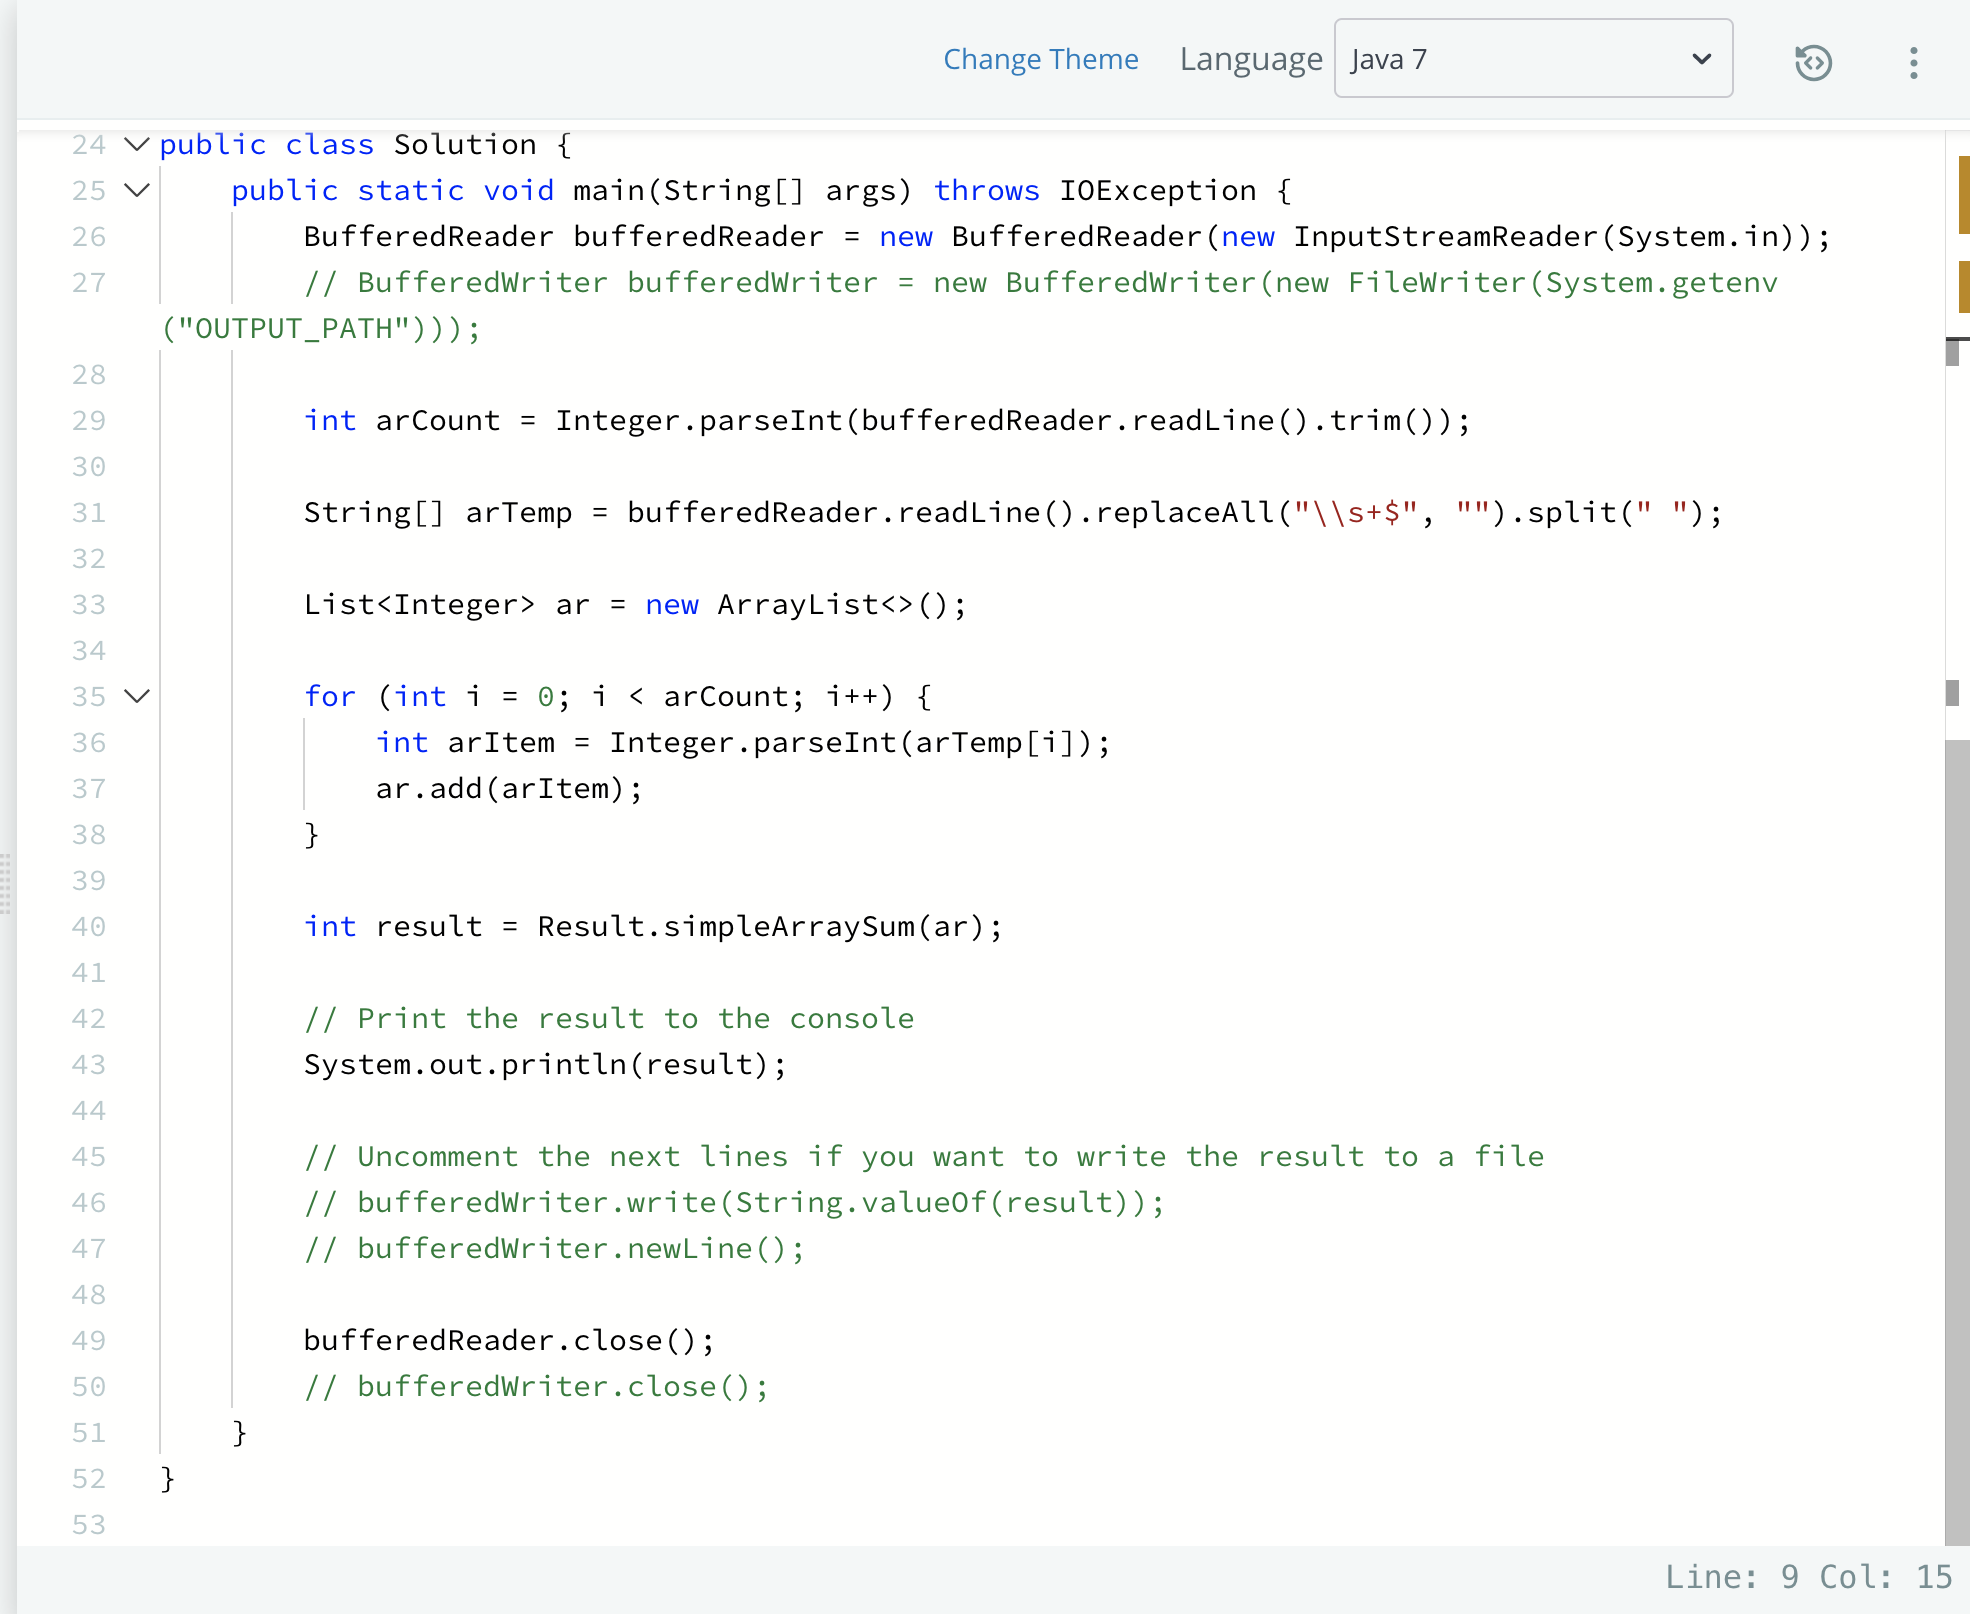 Change Theme Language Java 7
24 public class Solution {
25 public static void main(String[] args) throws IOException {
26 BufferedReader bufferedReader = new BufferedReader(new InputStreamReader(System.in));
27 // BufferedWriter bufferedWriter = new BufferedWriter(new FileWriter(System.getenv
("OUTPUT_PATH")));
28
29 int arCount = Integer.parseInt(bufferedReader.readLine().trim());
30
31 String[] arTemp = bufferedReader.readLine().replaceAll("\\s+$", "").split(" ");
32
33 List<Integer> ar = new ArrayList<>();
34
35 for (int i = 0; i < arCount; i++) {
36 int arItem = Integer.parseInt(arTemp[i]);
37 ar.add(arItem);
38 }
39
40 int result = Result.simpleArraySum(ar);
41
42 // Print the result to the console
43 System.out.println(result);
44
45 // Uncomment the next lines if you want to write the result to a file
46 // bufferedWriter.write(String.valueOf(result));
47 // bufferedWriter.newLine();
48
49 bufferedReader.close();
50 // bufferedWriter.close();
51 }
52 }
53
Line: 9 Col: 15